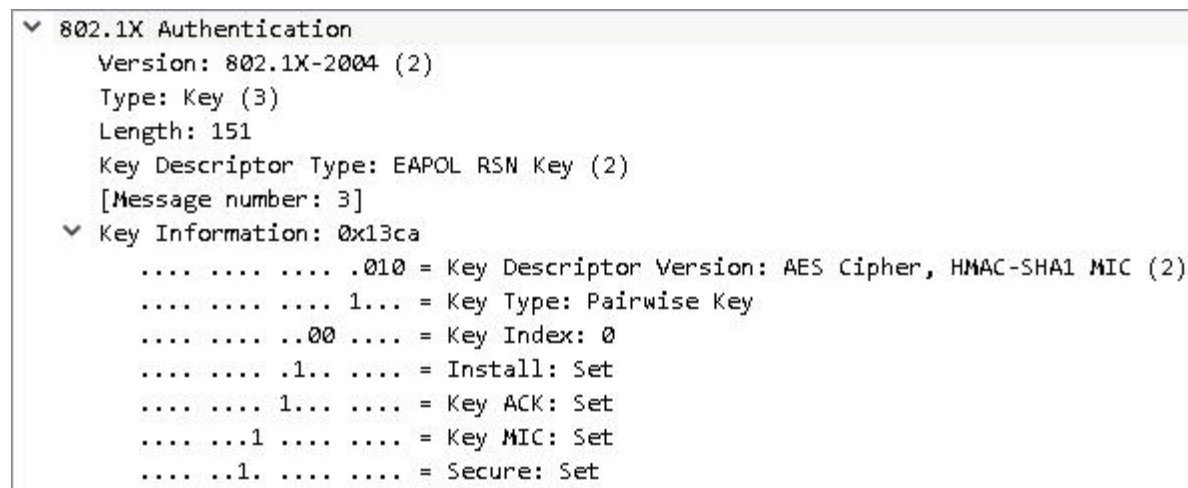 802.1X Authentication
Version: 802.1X-2004 (2)
Type: Key (3)
Length: 151
Key Descriptor Type: EAPOL RSN Key (2)
[Message number: 3]
Key Information: 0x13ca
.... .... .... .010 = Key Descriptor Version: AES Cipher, HMAC-SHA1 MIC (2)
.... .... .... 1... = Key Type: Pairwise Key
.... .... ..00 .... = Key Index: 0
.... .... .1.. .... = Install: Set
.... .... 1... .... = Key ACK: Set
.... ...1 .... .... = Key MIC: Set
.... ..1. .... .... = Secure: Set